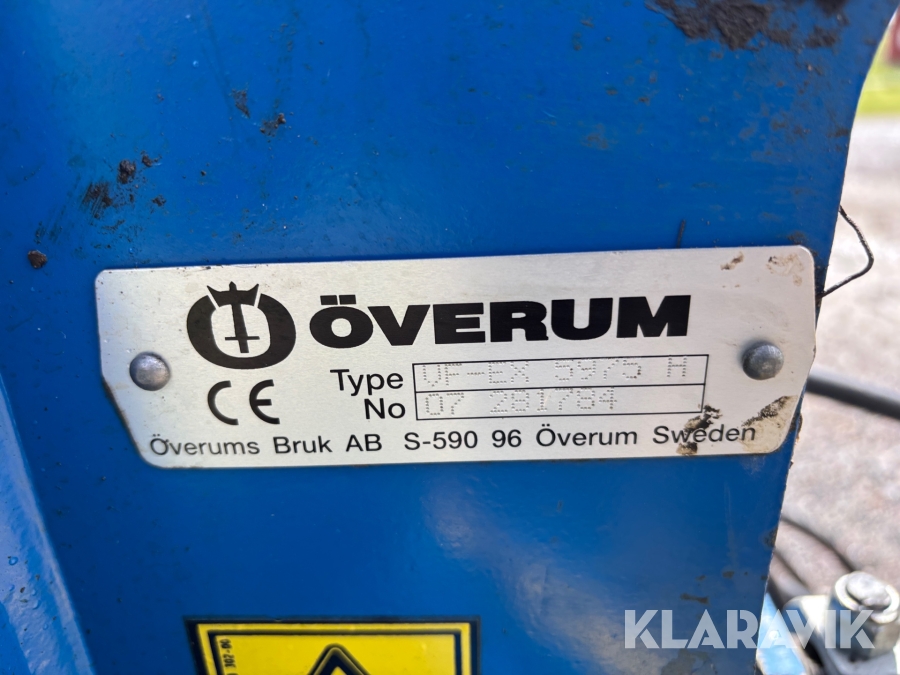 ÖVERUM
CE
Type VF-EX 5975 H
No 07 281784
Överums Bruk AB S-590 96 Överum Sweden
KLARAVIK